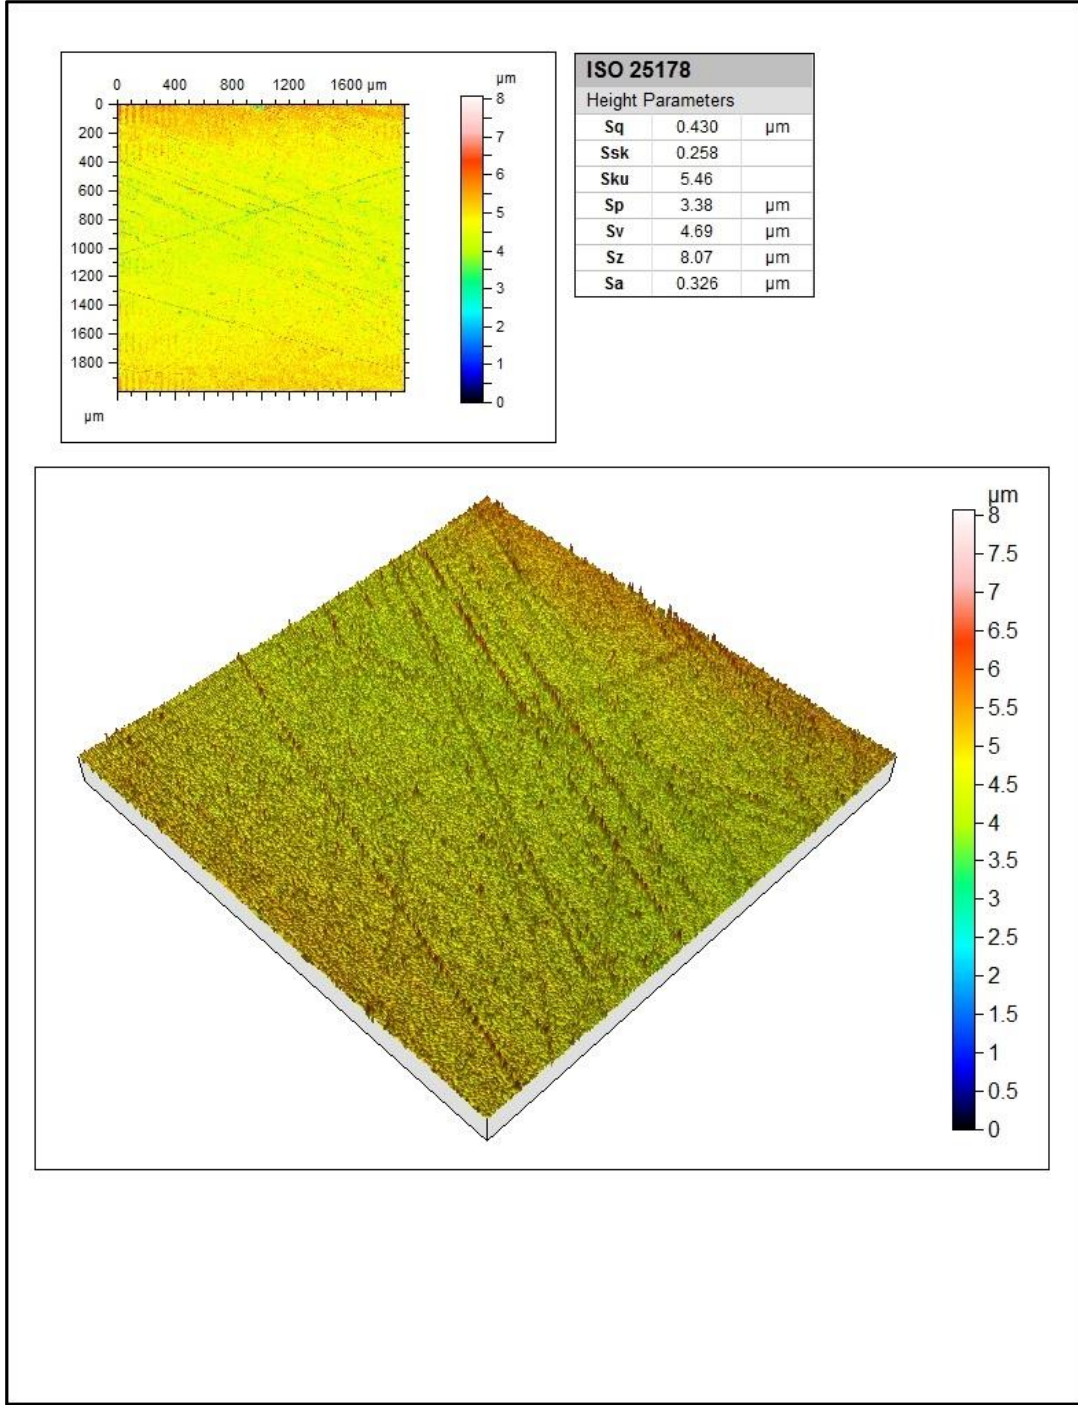 0 400 800 1200 1600 µm
0
200
400
600
800
1000
1200
1400
1600
1800
µm
µm
8
7
6
5
4
3
2
1
0
ISO 25178
Height Parameters
Sq 0.430 µm
Ssk 0.258
Sku 5.46
Sp 3.38 µm
Sv 4.69 µm
Sz 8.07 µm
Sa 0.326 µm
µm
8
7.5
7
6.5
6
5.5
5
4.5
4
3.5
3
2.5
2
1.5
1
0.5
0